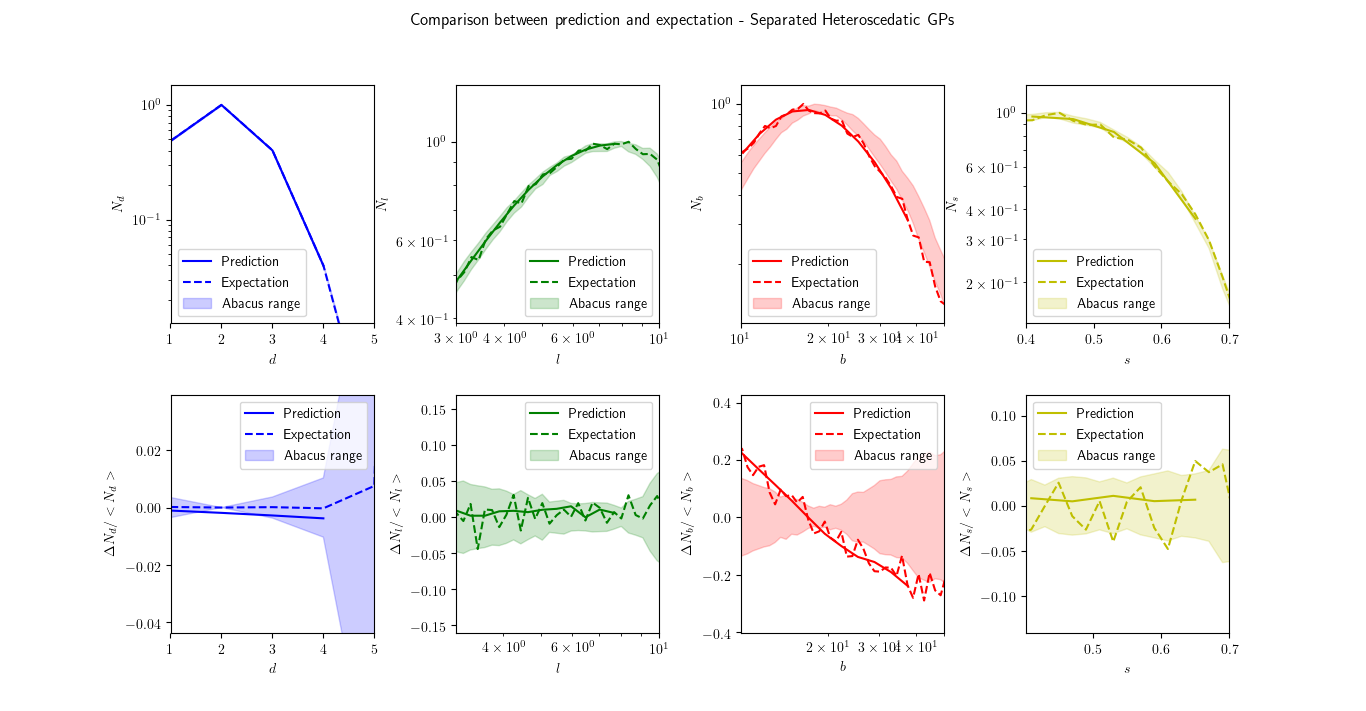 Comparison between prediction and expectation - Separated Heteroscedatic GPs
10^0
10^{-1}
N_d
Prediction
Expectation
Abacus range
1 2 3 4 5
d
10^0
6 × 10^{-1}
4 × 10^{-1}
N_l
Prediction
Expectation
Abacus range
3 × 10^0 4 × 10^0 6 × 10^0 10^1
l
10^0
N_b
Prediction
Expectation
Abacus range
10^1 2 × 10^1 3 × 10^1 4 × 10^1
b
10^0
6 × 10^{-1}
4 × 10^{-1}
3 × 10^{-1}
2 × 10^{-1}
N_s
Prediction
Expectation
Abacus range
0.4 0.5 0.6 0.7
s
0.02
0.00
−0.02
−0.04
ΔN_d/ < N_d >
Prediction
Expectation
Abacus range
1 2 3 4 5
d
0.15
0.10
0.05
0.00
−0.05
−0.10
−0.15
ΔN_l/ < N_l >
Prediction
Expectation
Abacus range
4 × 10^0 6 × 10^0 10^1
l
0.4
0.2
0.0
−0.2
−0.4
ΔN_b/ < N_b >
Prediction
Expectation
Abacus range
2 × 10^1 3 × 10^1 4 × 10^1
b
0.10
0.05
0.00
−0.05
−0.10
ΔN_s/ < N_s >
Prediction
Expectation
Abacus range
0.5 0.6 0.7
s